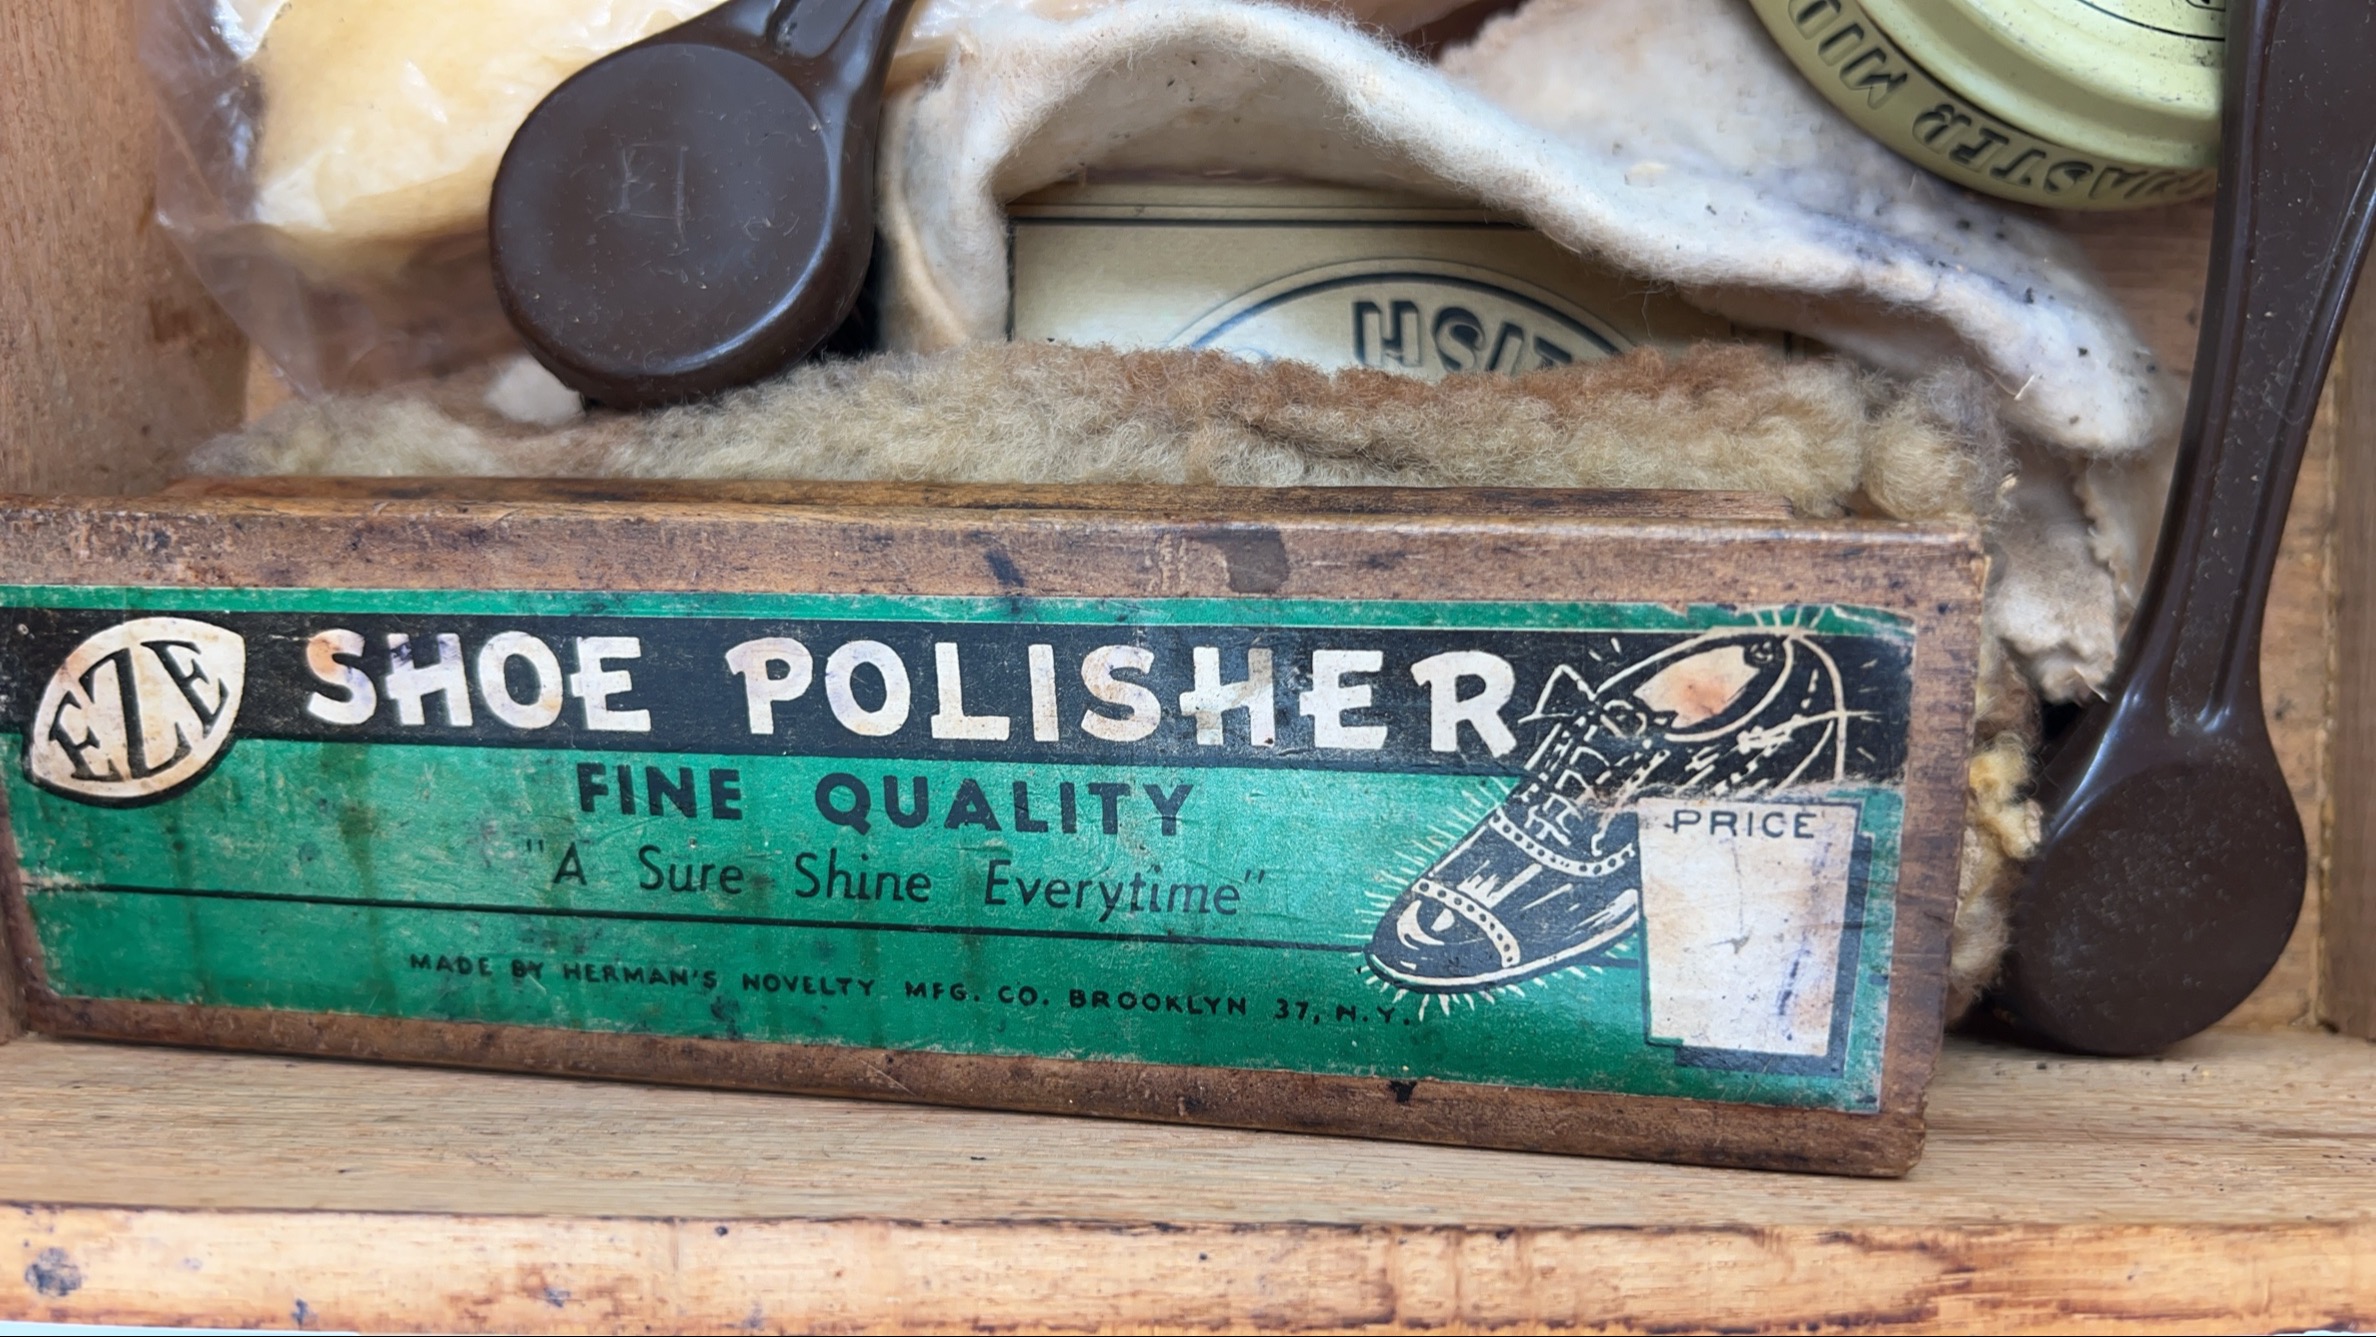 EZE
SHOE POLISHER
FINE QUALITY
"A Sure Shine Everytime"
MADE BY HERMAN'S NOVELTY MFG. CO. BROOKLYN 37, N.Y.
PRICE